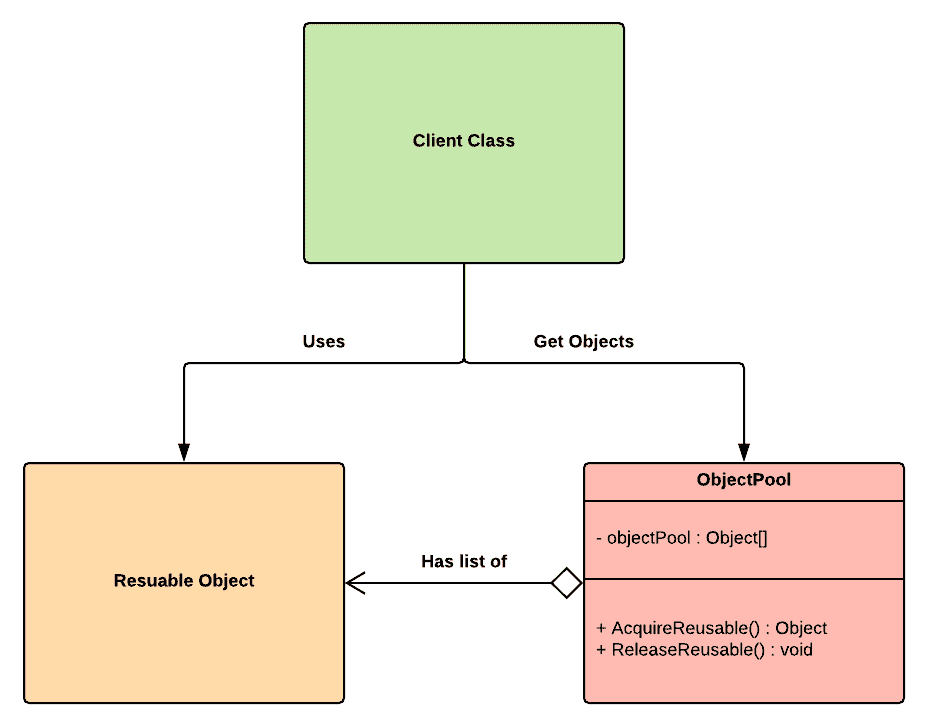 Client Class
Uses
Get Objects
ObjectPool
- objectPool : Object[]
Has list of
Resuable Object
+ AcquireReusable() : Object
+ ReleaseReusable() : void